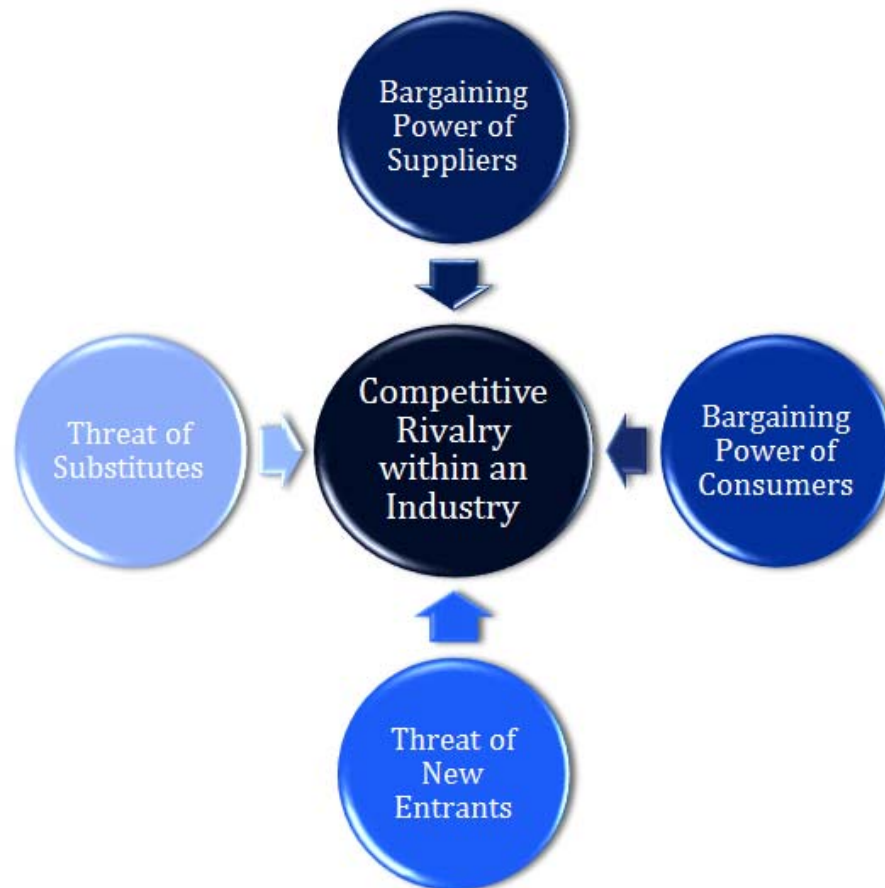 Bargaining
Power of
Suppliers
Threat of
Substitutes
Competitive
Rivalry
within an
Industry
Bargaining
Power of
Consumers
Threat of
New
Entrants